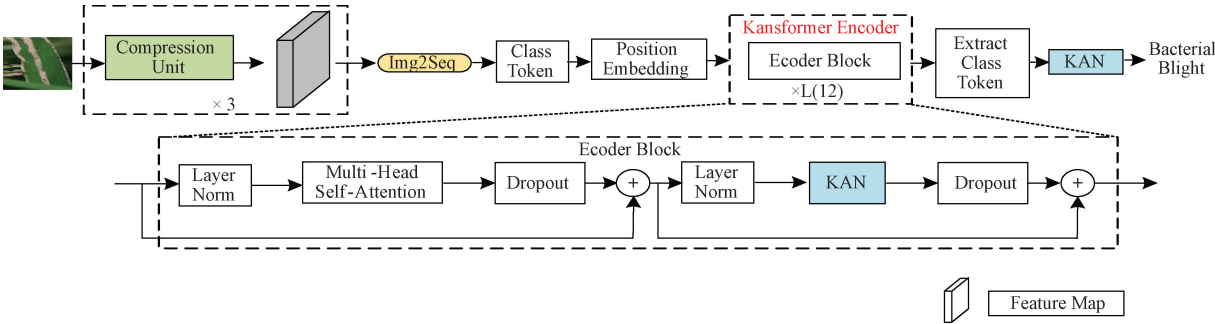 Compression
Unit
× 3
Img2Seq
Class
Token
Position
Embedding
Kansformer Encoder
Ecoder Block
×L(12)
Extract
Class
Token
KAN
Bacterial
Blight
Ecoder Block
Layer
Norm
Multi -Head
Self-Attention
Dropout
+
Layer
Norm
KAN
Dropout
+
Feature Map